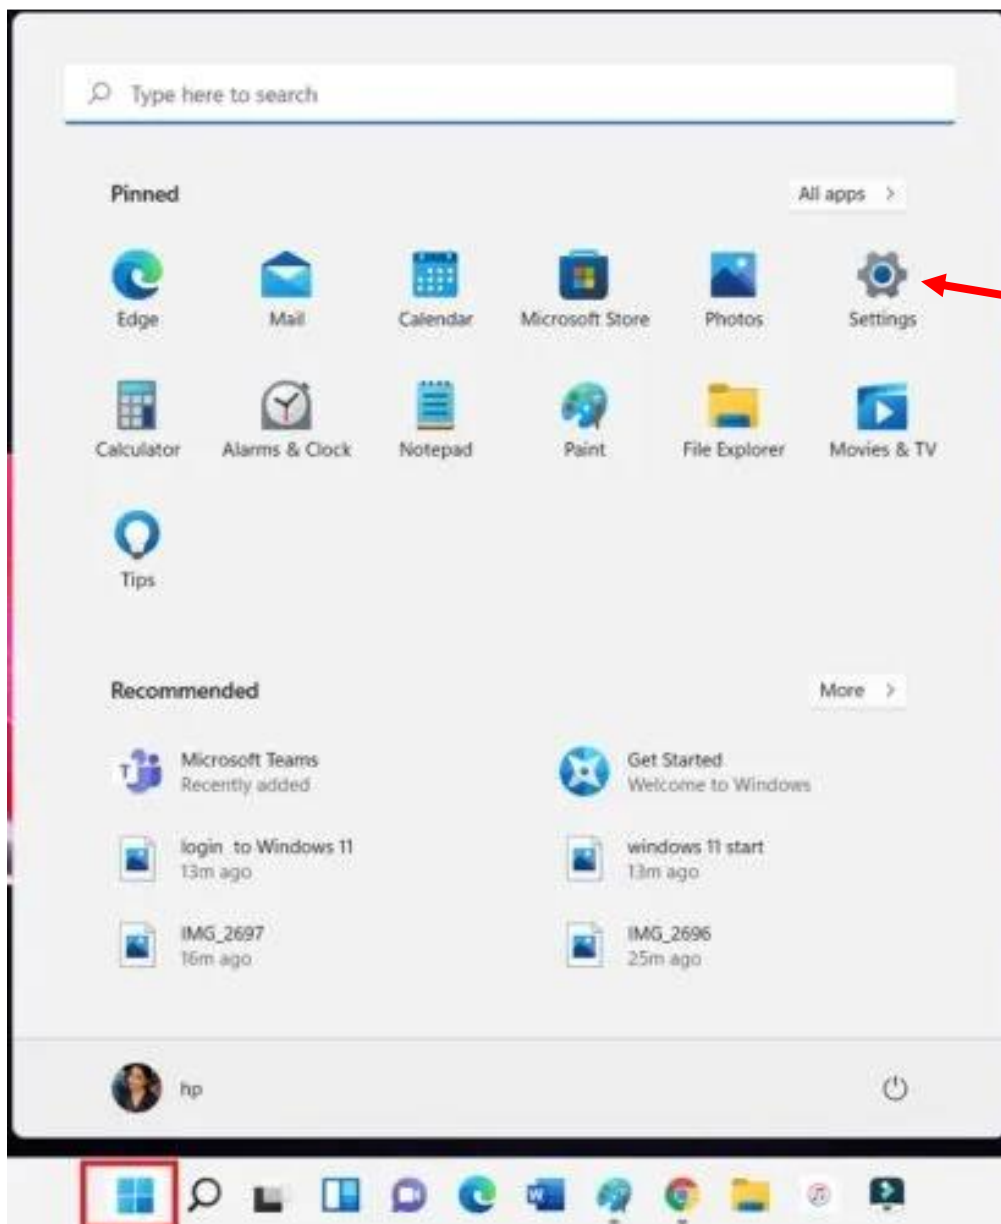 Type here to search
Pinned
All apps >
Edge
Mail
Calendar
Microsoft Store
Photos
Settings
Calculator
Alarms & Clock
Notepad
Paint
File Explorer
Movies & TV
Tips
Recommended
More >
Microsoft Teams
Recently added
Get Started
Welcome to Windows
login to Windows 11
13m ago
windows 11 start
13m ago
IMG_2697
16m ago
IMG_2696
25m ago
hp